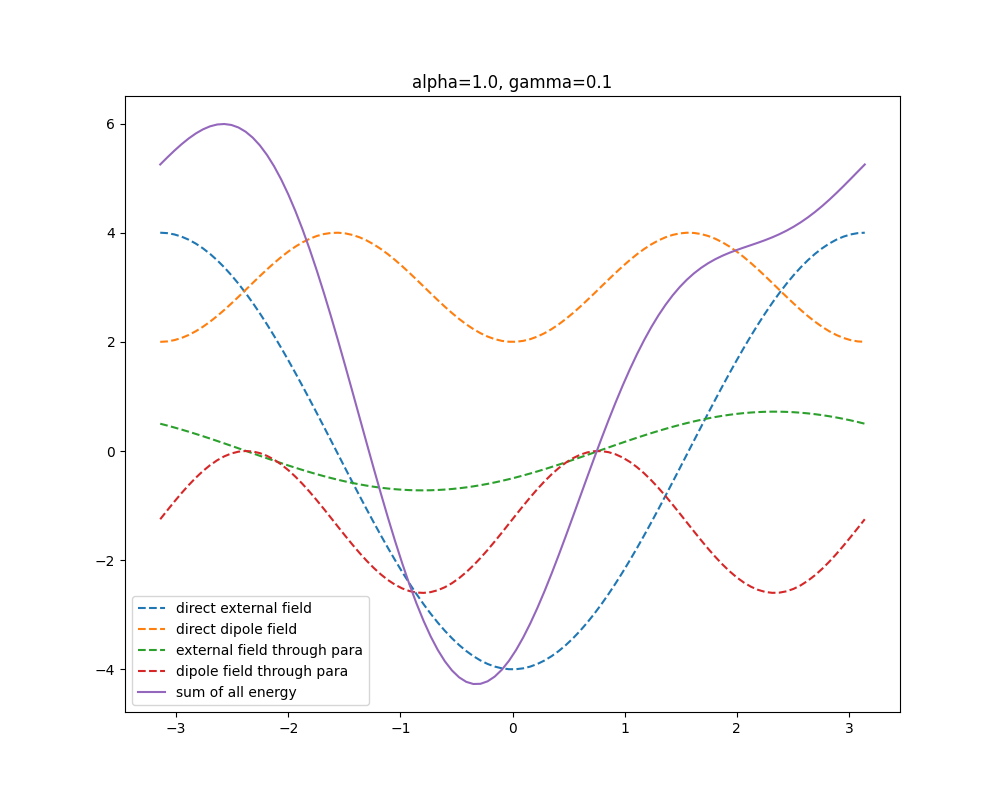 alpha=1.0, gamma=0.1
6
4
2
0
−2
−4
direct external field
direct dipole field
external field through para
dipole field through para
sum of all energy
−3 −2 −1 0 1 2 3